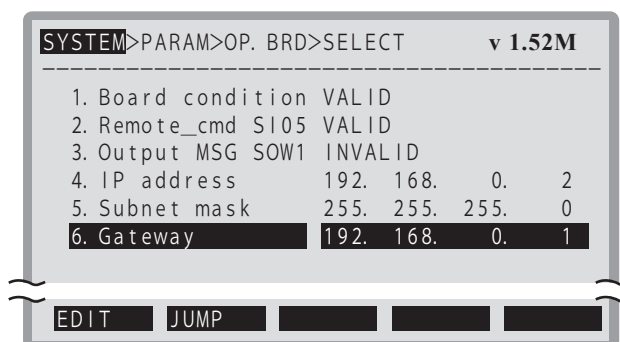 SYSTEM>PARAM>OP. BRD>SELECT v 1.52M
1. Board condition VALID
2. Remote_cmd SI05 VALID
3. Output MSG SOW1 INVALID
4. IP address 192. 168. 0. 2
5. Subnet mask 255. 255. 255. 0
6. Gateway 192. 168. 0. 1
EDIT JUMP